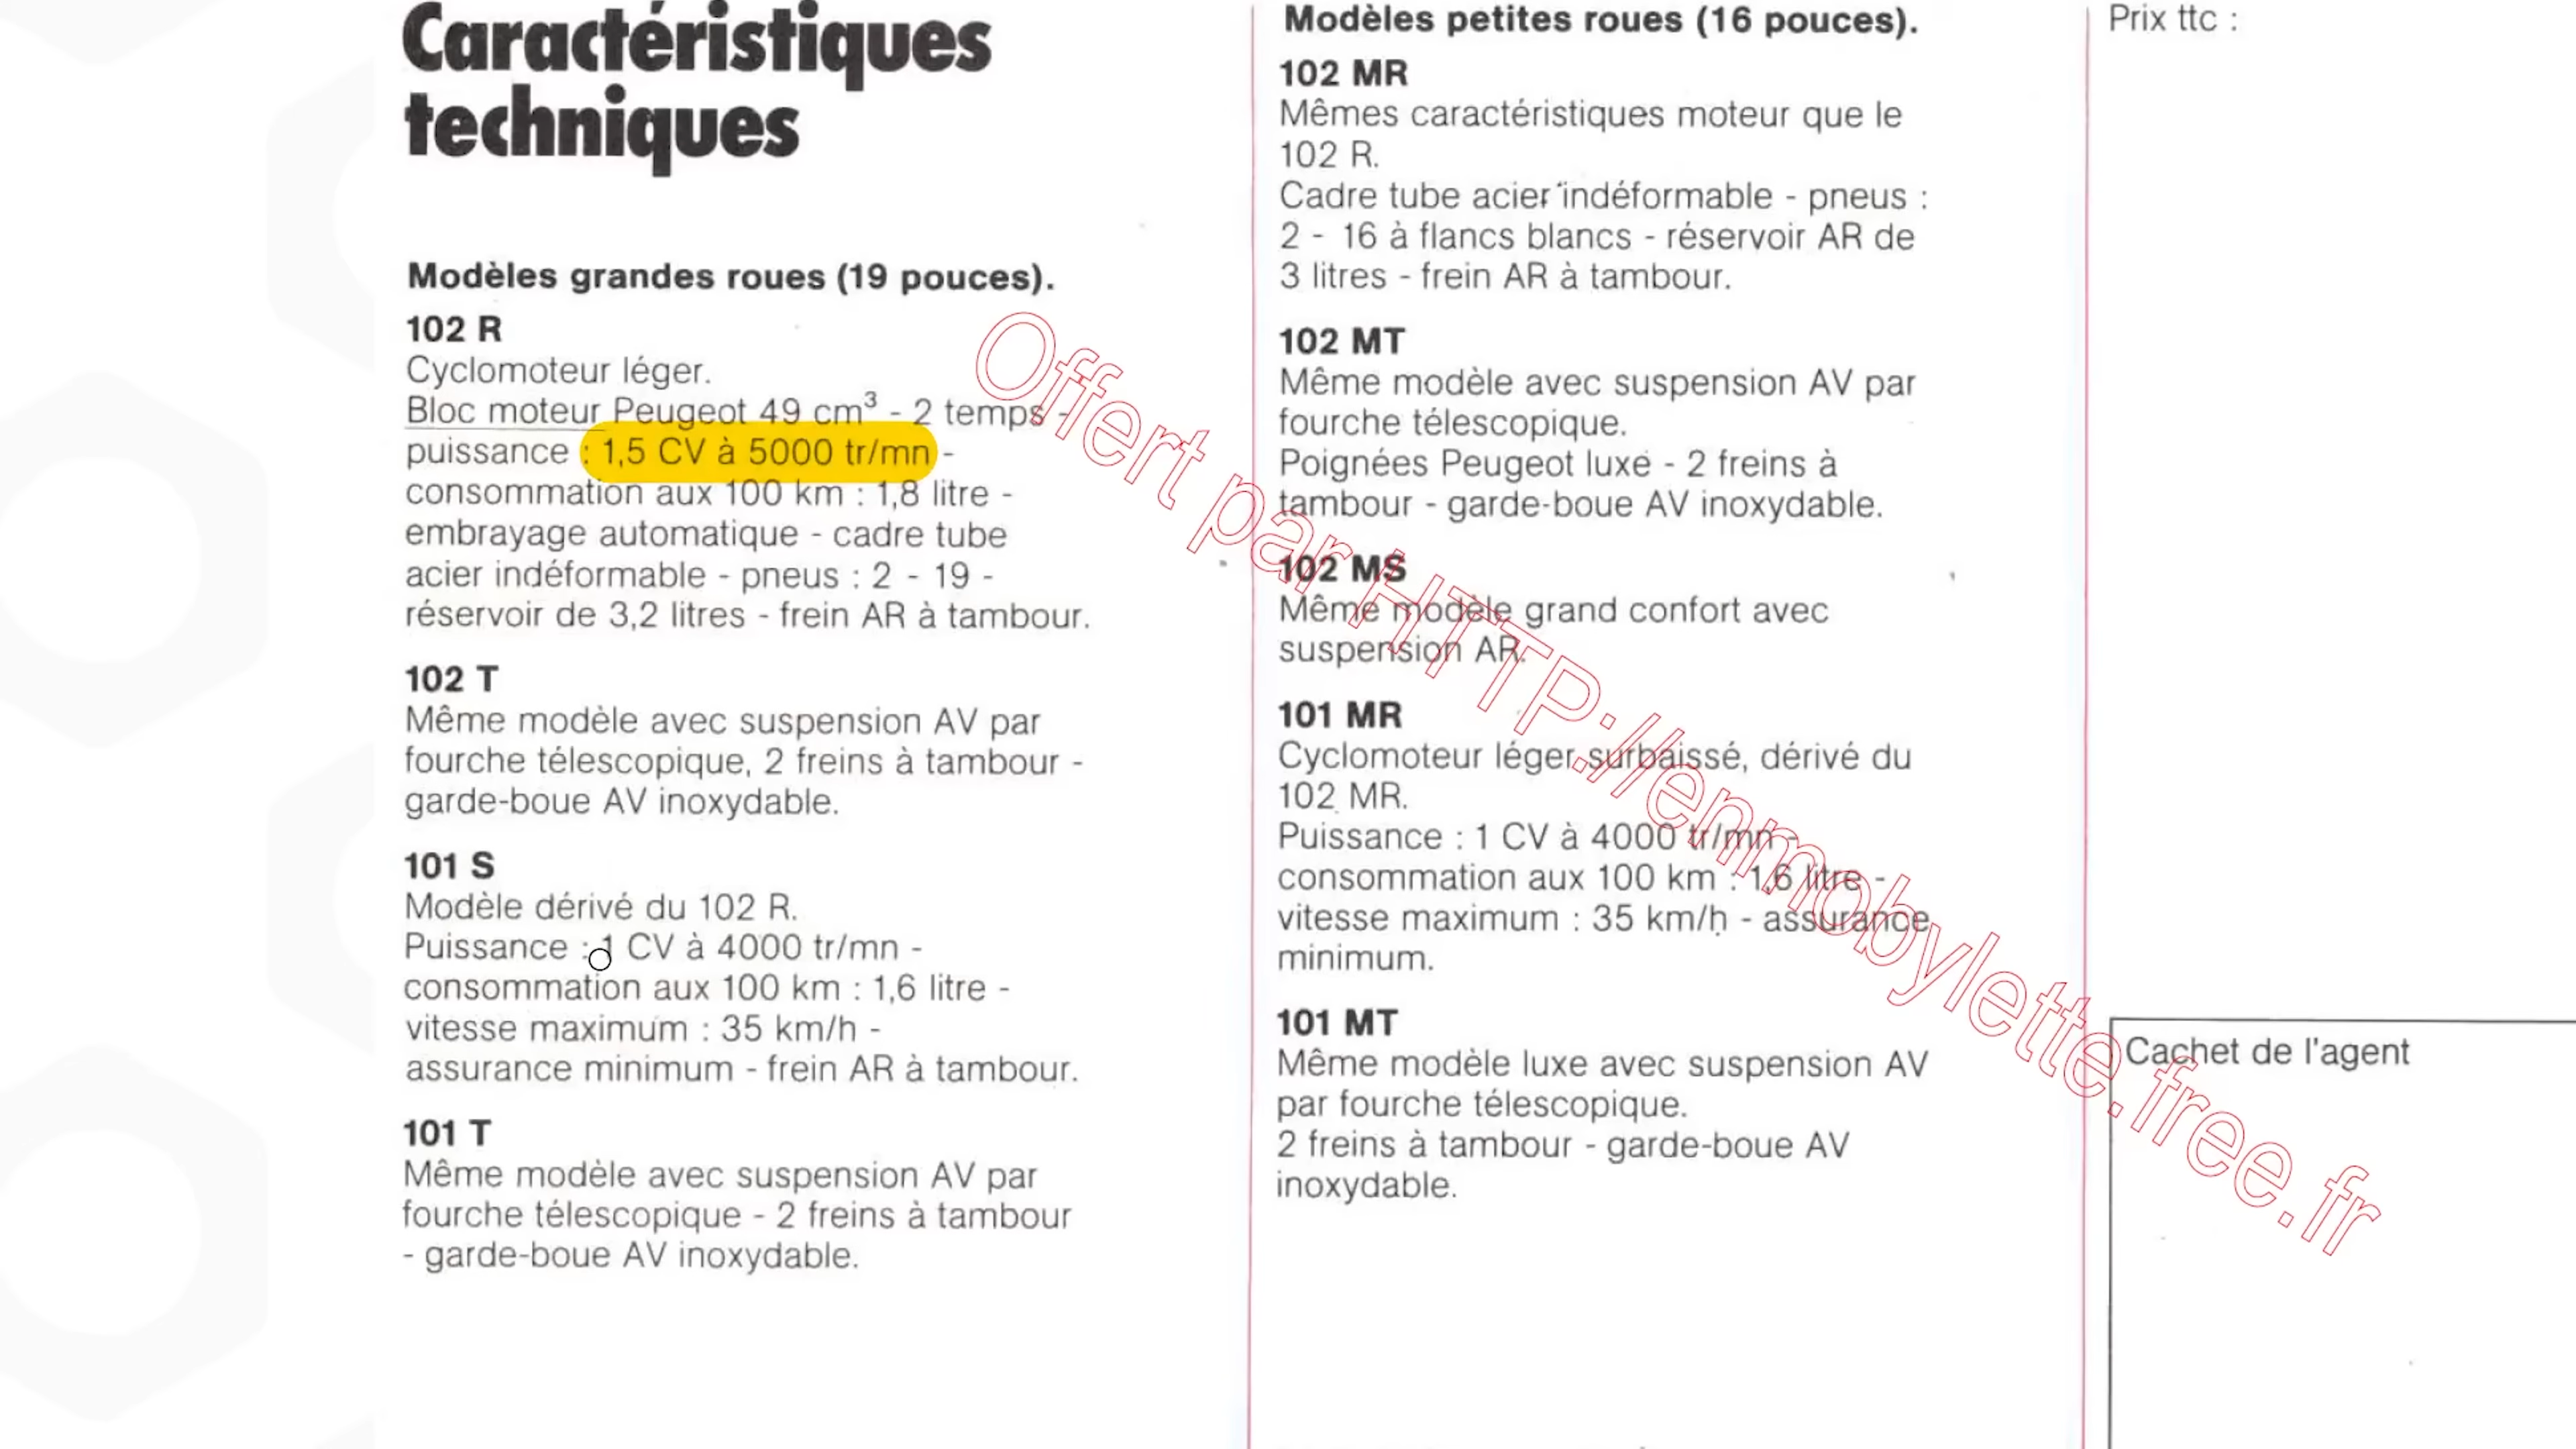 Caractéristiques
techniques
Modèles grandes roues (19 pouces).
102 R
Cyclomoteur léger.
Bloc moteur Peugeot 49 cm³ - 2 temps -
puissance : 1,5 CV à 5000 tr/mn -
consommation aux 100 km : 1,8 litre -
embrayage automatique - cadre tube
acier indéformable - pneus : 2 - 19 -
réservoir de 3,2 litres - frein AR à tambour.
102 T
Même modèle avec suspension AV par
fourche télescopique, 2 freins à tambour -
garde-boue AV inoxydable.
101 S
Modèle dérivé du 102 R.
Puissance : 1 CV à 4000 tr/mn -
consommation aux 100 km : 1,6 litre -
vitesse maximum : 35 km/h -
assurance minimum - frein AR à tambour.
101 T
Même modèle avec suspension AV par
fourche télescopique - 2 freins à tambour
- garde-boue AV inoxydable.
Modèles petites roues (16 pouces).
102 MR
Mêmes caractéristiques moteur que le
102 R.
Cadre tube acier indéformable - pneus :
2 - 16 à flancs blancs - réservoir AR de
3 litres - frein AR à tambour.
102 MT
Même modèle avec suspension AV par
fourche télescopique.
Poignées Peugeot luxe - 2 freins à
tambour - garde-boue AV inoxydable.
102 MS
Même modèle grand confort avec
suspension AR.
101 MR
Cyclomoteur léger surbaissé, dérivé du
102 MR.
Puissance : 1 CV à 4000 tr/mn -
consommation aux 100 km : 1,6 litre -
vitesse maximum : 35 km/h - assurance
minimum.
101 MT
Même modèle luxe avec suspension AV
par fourche télescopique.
2 freins à tambour - garde-boue AV
inoxydable.
Prix ttc :
Cachet de l'agent
Offert par HTTP://enmobylette.free.fr